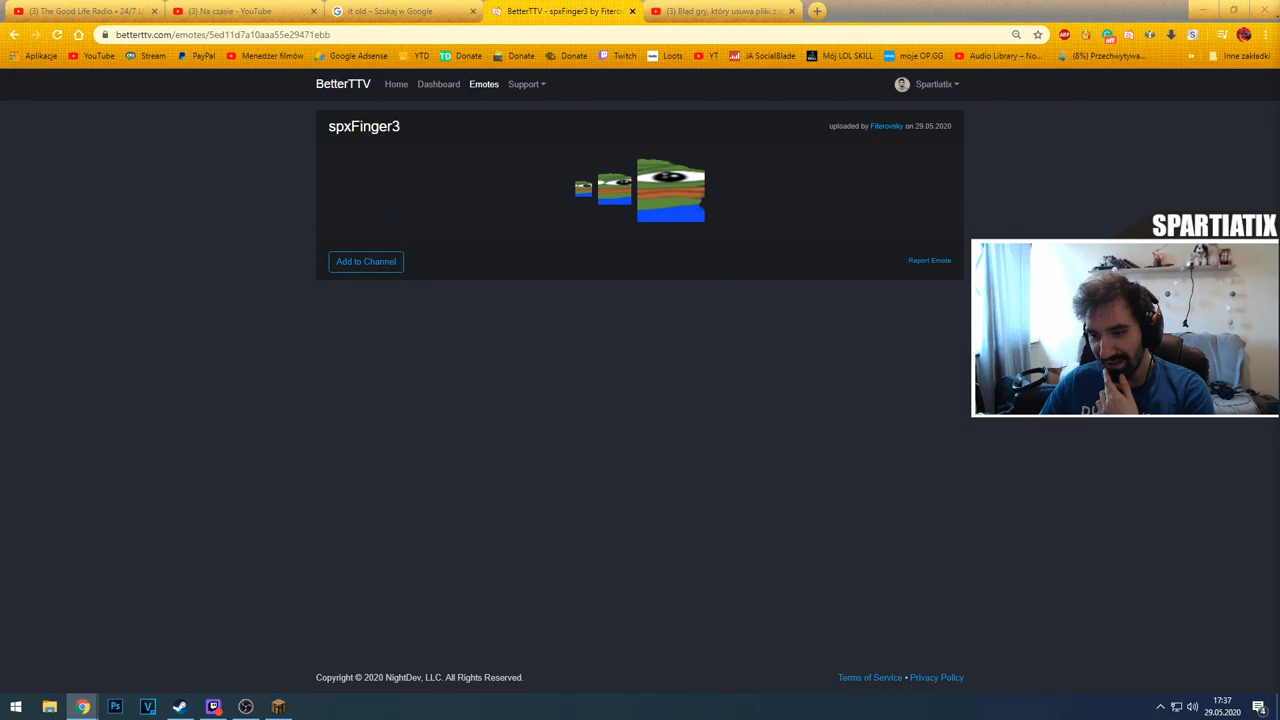 (3) The Good Life Radio • 24/7 L
(3) Na czasie - YouTube
it old – Szukaj w Google
BetterTTV - spxFinger3 by Fitero
(3) Błąd gry, który usuwa pliki z
betterttv.com/emotes/5ed11d7a10aaa55e29471ebb
Aplikacje YouTube Stream PayPal Menedżer filmów Google Adsense YTD Donate Donate Donate Twitch Loots YT JA SocialBlade Mój LOL SKILL moje OP.GG Audio Library – No... (8%) Przechwytywa... » Inne zakładki
BetterTTV Home Dashboard Emotes Support Spartiatix
spxFinger3
uploaded by Fiterovsky on 29.05.2020
SPARTIATIX
Add to Channel
Report Emote
Copyright © 2020 NightDev, LLC. All Rights Reserved.
Terms of Service • Privacy Policy
17:37
29.05.2020
4